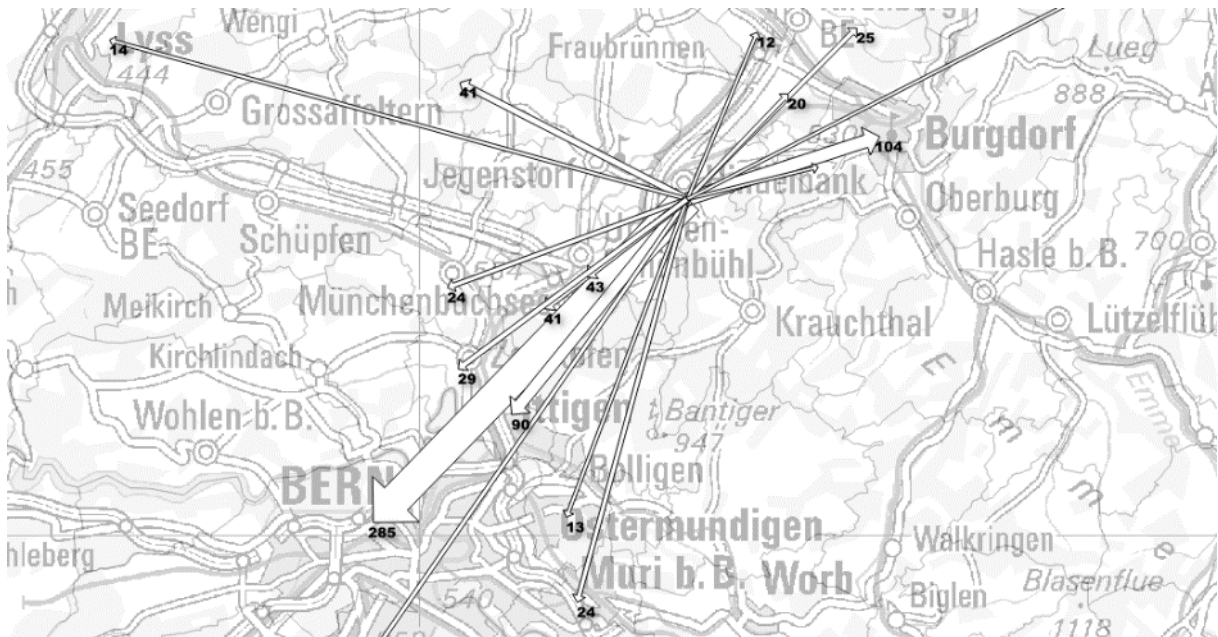 Wengi
Lyss
14
444
Fraubrunnen
12
BE
25
Lueg
41
Grossaffoltern
20
888
104
Burgdorf
455
Jegenstorf
Oberburg
Seedorf
BE
Schüpfen
700
Hasle b. B.
24
43
Meikirch
41
Krauchthal
Kirchlindach
29
E
m
m
e
Emme
Wohlen b. B.
90
Bantiger
947
BERN
Bolligen
285
13
Ostermundigen
Walkringen
Muri b. B.
Worb
Blasenflue
540
24
Biglen
1118